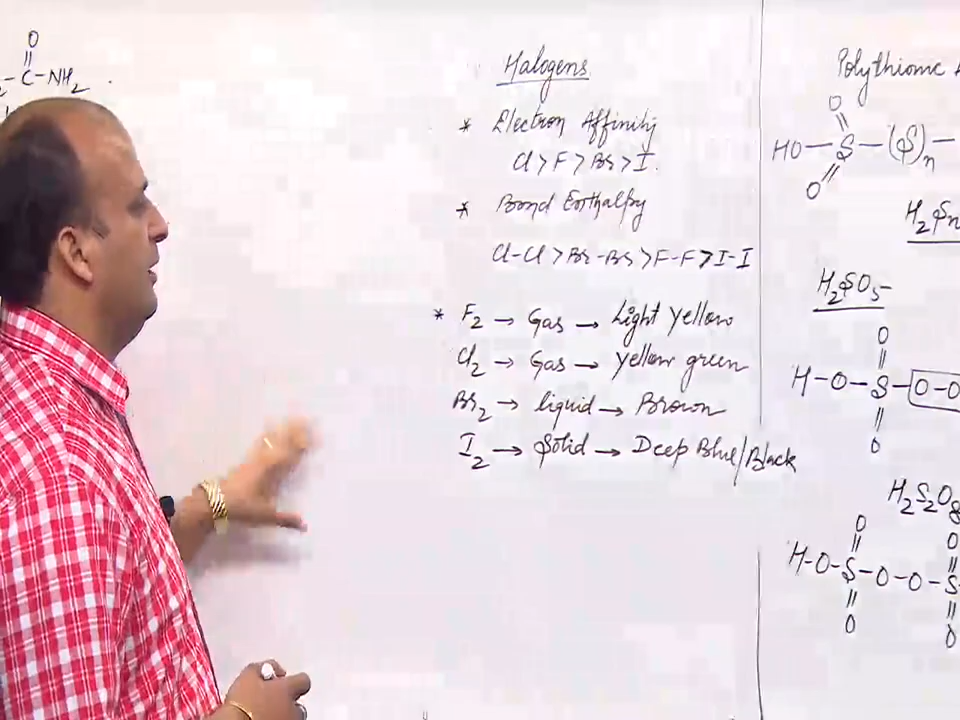 O
||
C-NH2
Halogens
* Electron Affinity
Cl > F > Br > I
* Bond Enthalpy
Cl-Cl > Br-Br > F-F > I-I
* F2 → Gas → Light Yellow
Cl2 → Gas → Yellow green
Br2 → liquid → Brown
I2 → Solid → Deep Blue/Black
Polythionic
O
||
HO-S-(S)n-
||
O
H2Sn
H2SO5
O
||
H-O-S-O-O
||
O
H2S2O8
O O
|| ||
H-O-S-O-O-S
|| ||
O O